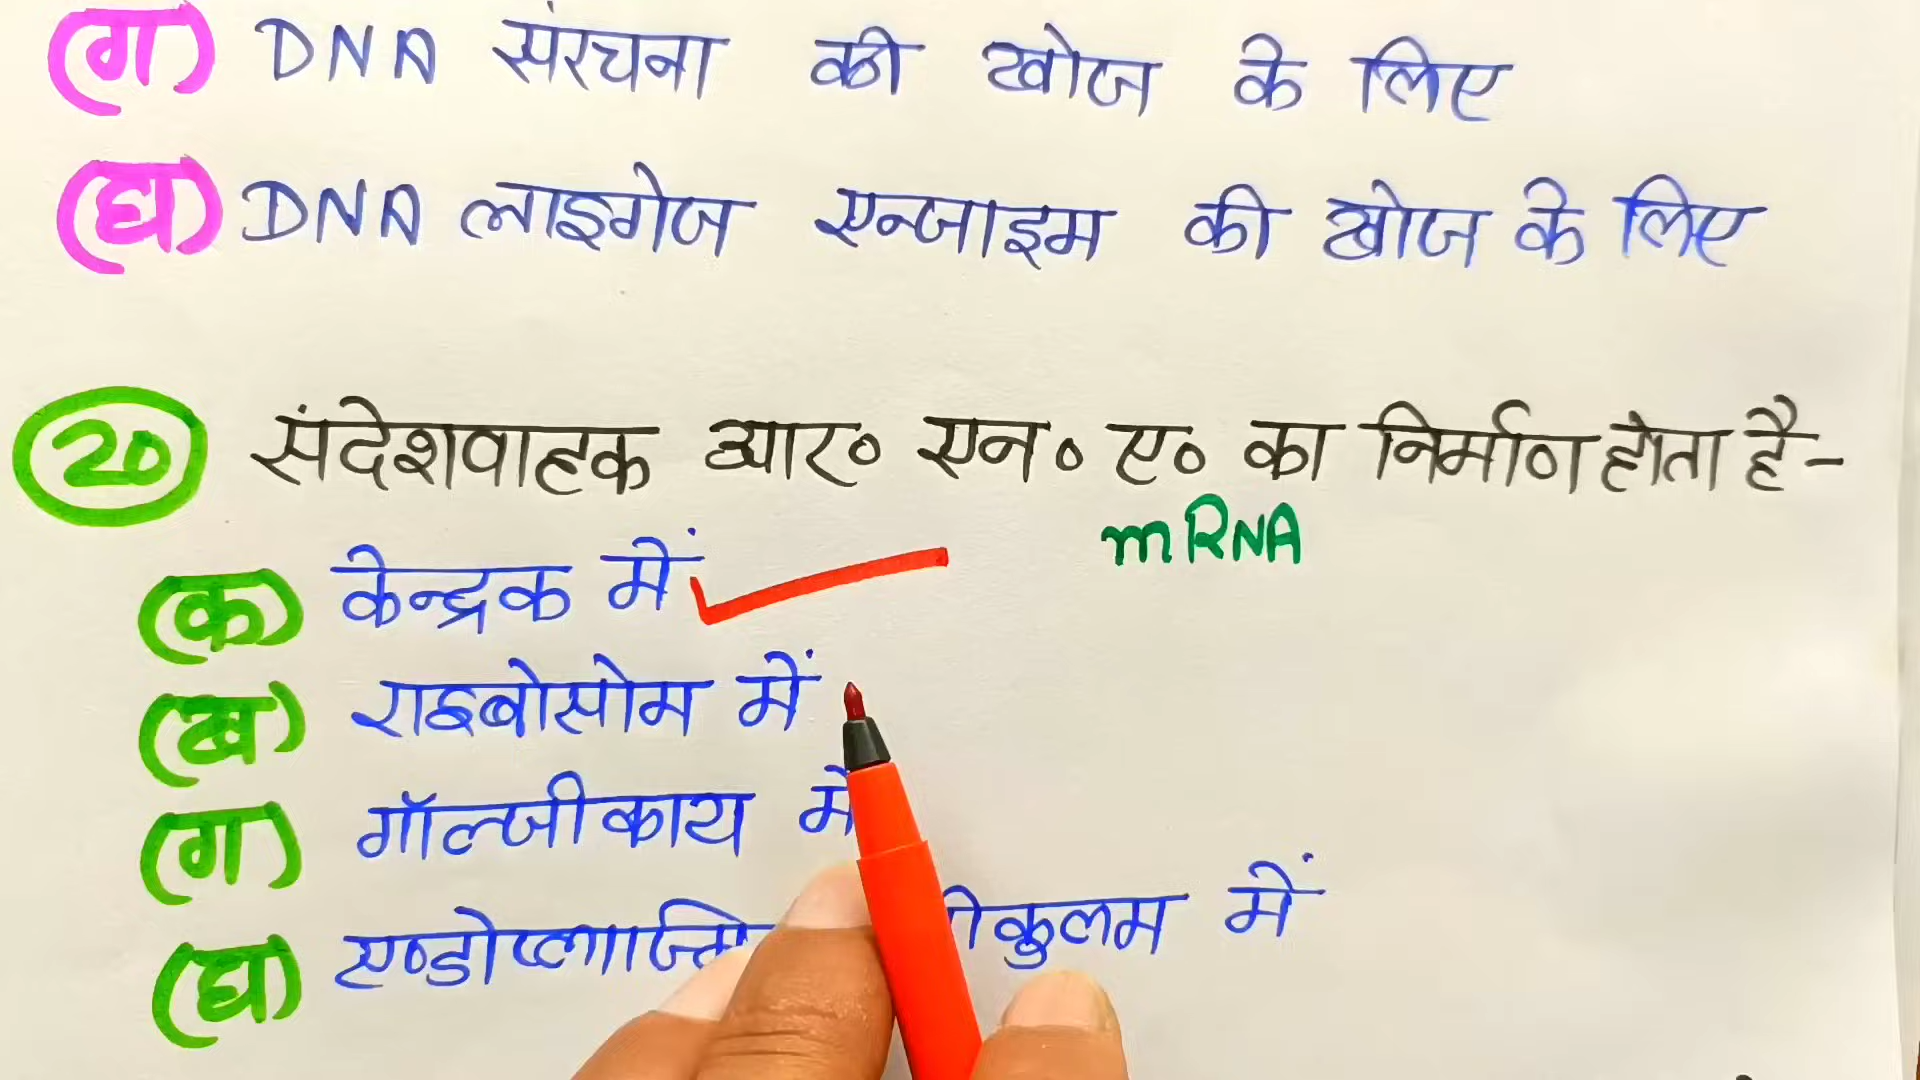 (ग) DNA संरचना की खोज के लिए
(घ) DNA लाइगेज एन्जाइम की खोज के लिए
20 संदेशवाहक आर० एन० ए० का निर्माण होता है-
mRNA
(क) केन्द्रक में
(ख) राइबोसोम में
(ग) गॉल्जीकाय में
(घ) में